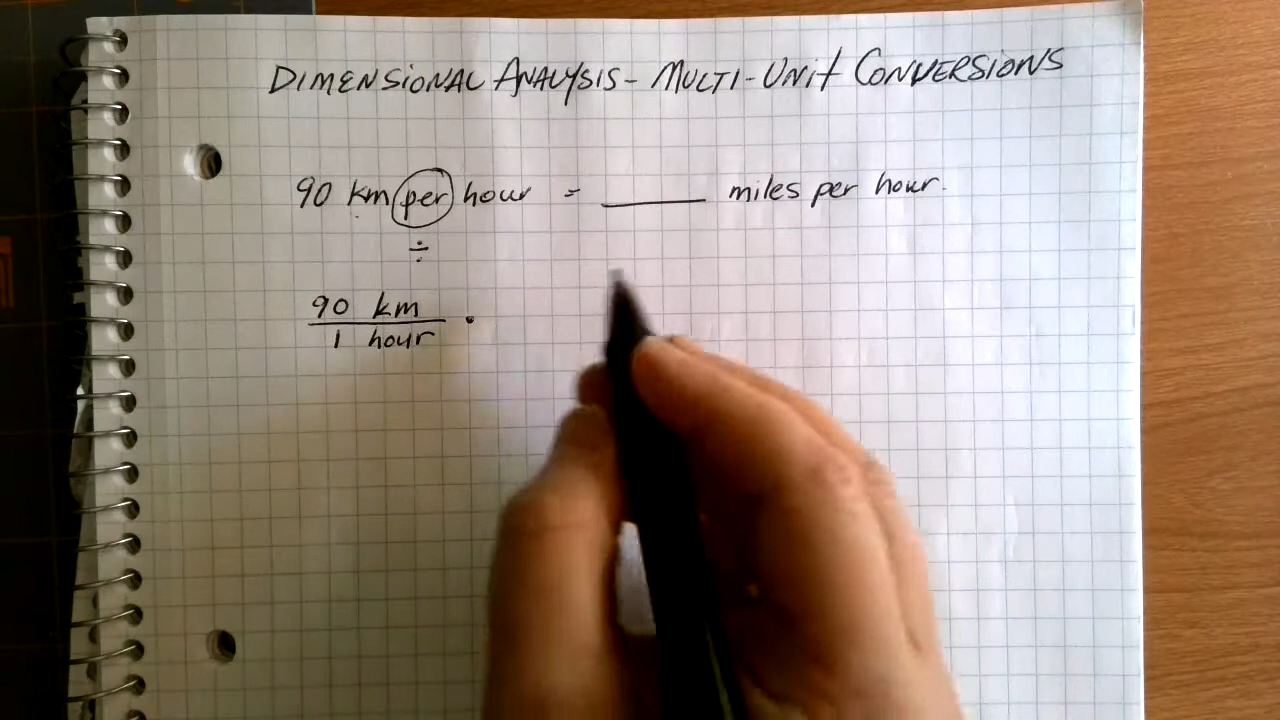 DIMENSIONAL ANALYSIS - MULTI-UNIT CONVERSIONS
90 km per hour = ______ miles per hour.
÷
90 km
1 hour ·